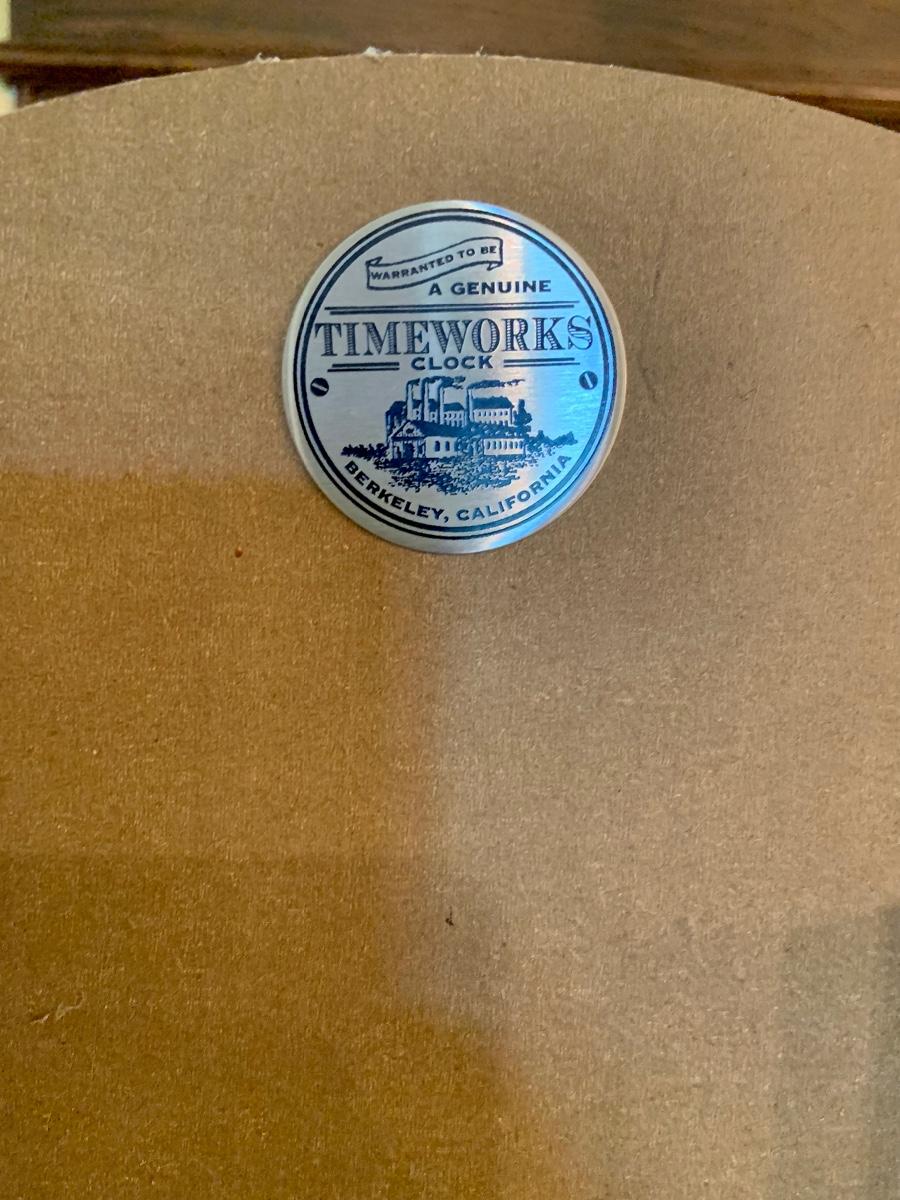 WARRANTED TO BE
A GENUINE
TIMEWORKS
CLOCK
BERKELEY, CALIFORNIA